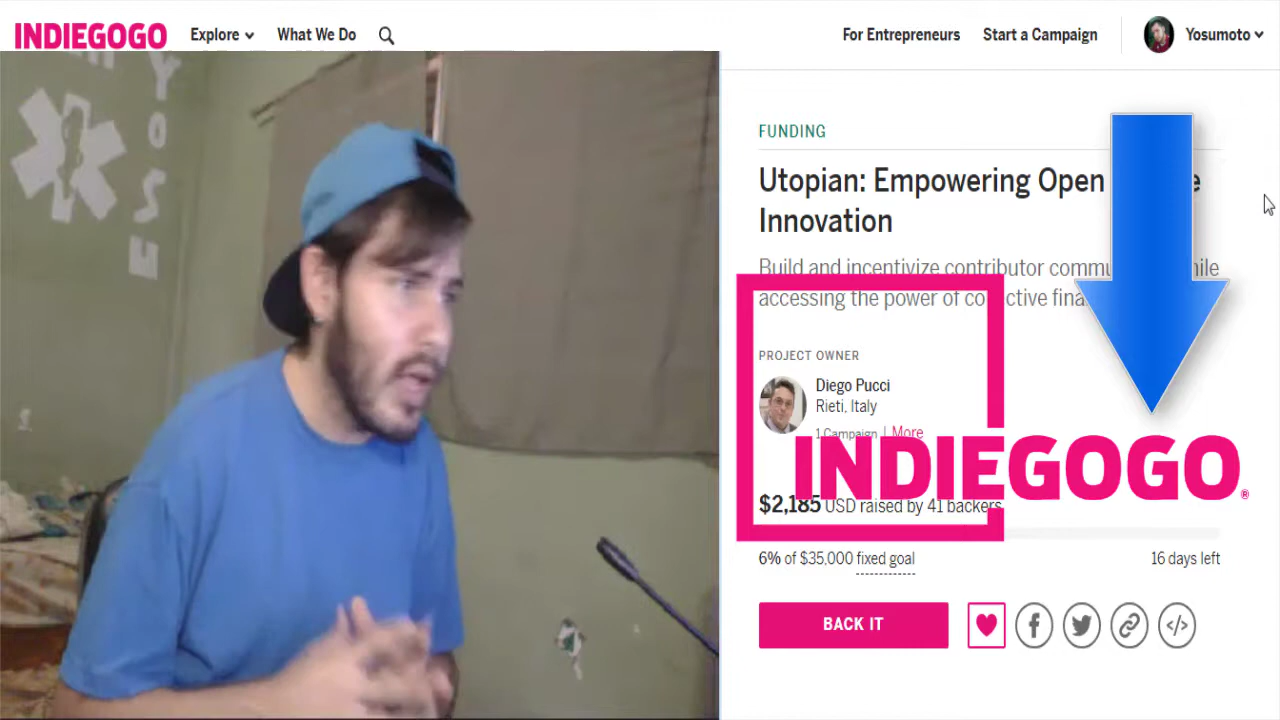 INDIEGOGO
Explore
What We Do
For Entrepreneurs
Start a Campaign
Yosumoto
YOSH
FUNDING
Utopian: Empowering Open
Innovation
Build and incentivize contributor
accessing the power of
PROJECT OWNER
Diego Pucci
Rieti, Italy
1 Campaign | More
INDIEGOGO®
$2,185 USD raised by 41 backers
6% of $35,000 fixed goal
16 days left
BACK IT